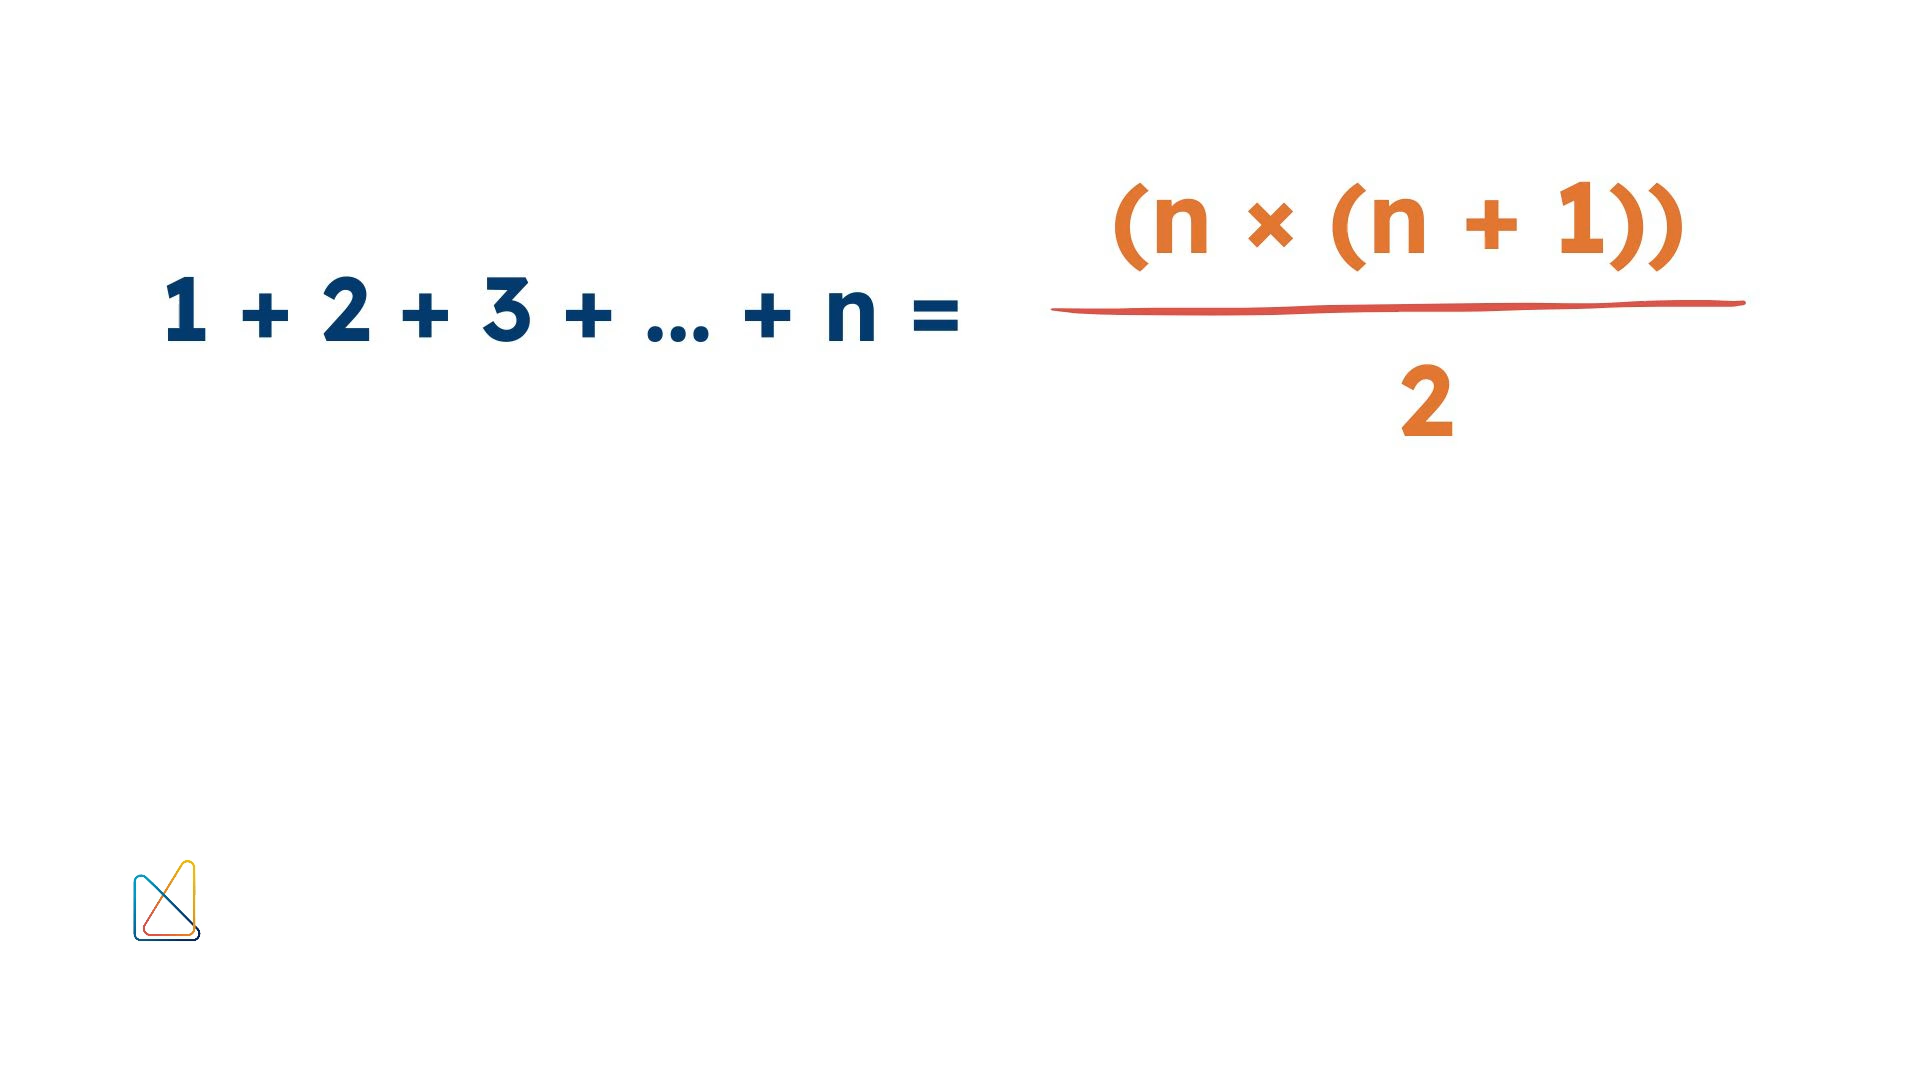 1 + 2 + 3 + ... + n =
(n × (n + 1))
2